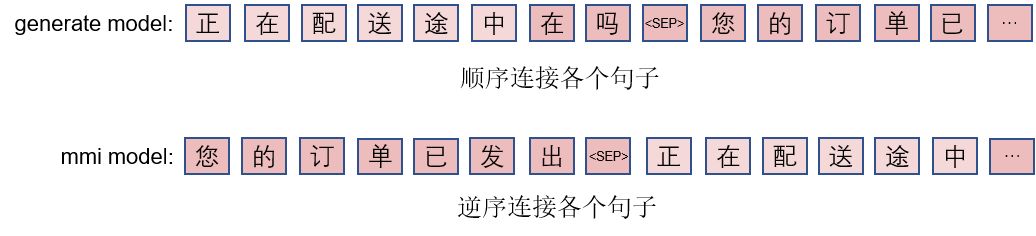 generate model: 正 在 配 送 途 中 在 吗 <SEP> 您 的 订 单 已 ...
顺序连接各个句子
mmi model: 您 的 订 单 已 发 出 <SEP> 正 在 配 送 途 中 ...
逆序连接各个句子